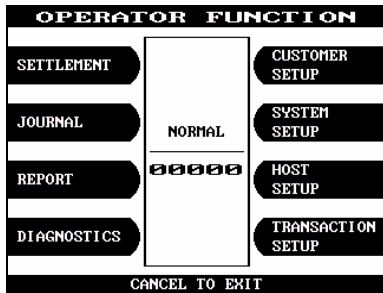 OPERATOR FUNCTION
SETTLEMENT
CUSTOMER
SETUP
JOURNAL
SYSTEM
SETUP
NORMAL
00000
REPORT
HOST
SETUP
DIAGNOSTICS
TRANSACTION
SETUP
CANCEL TO EXIT